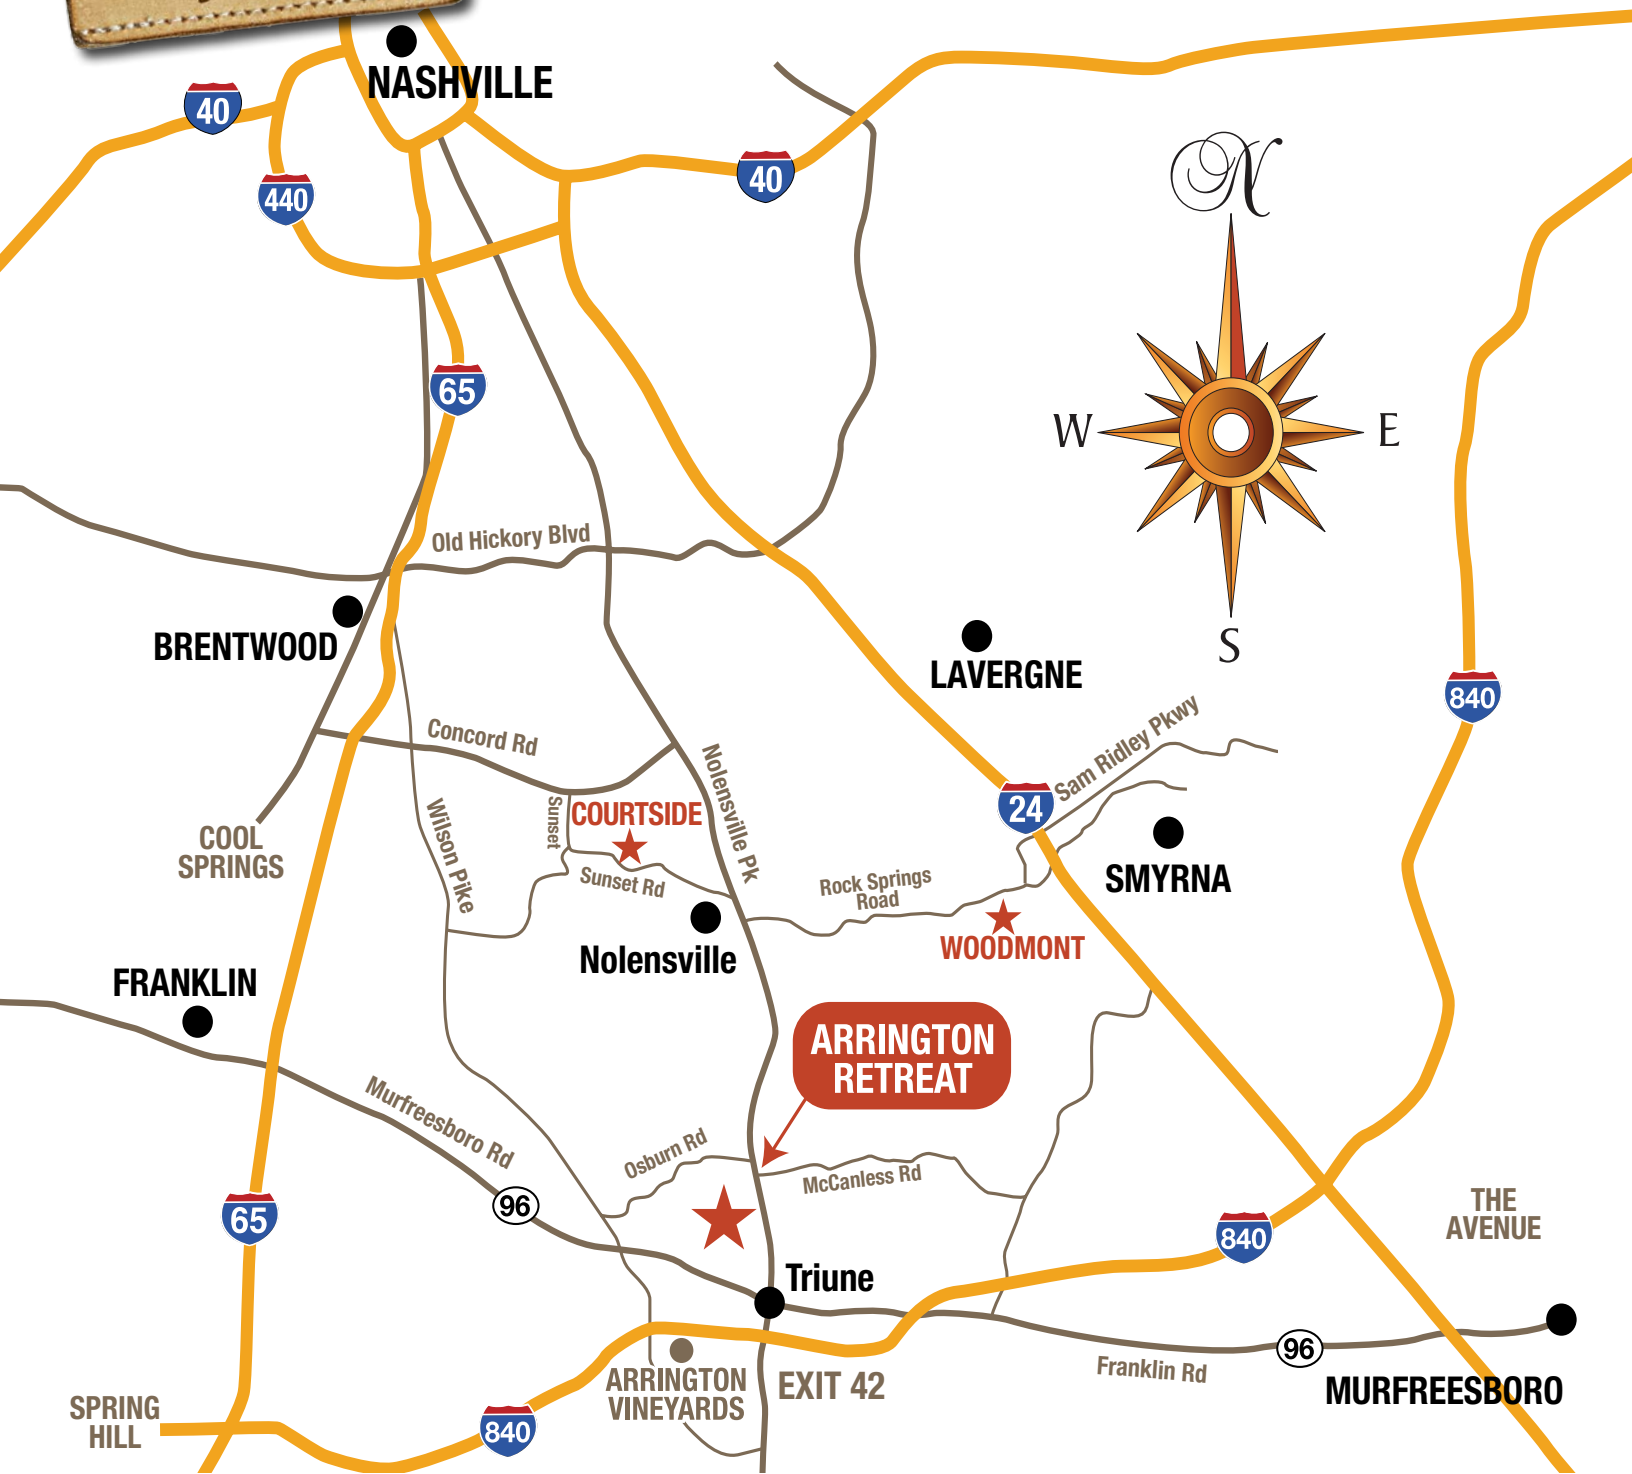 NASHVILLE
40
40
440
N
W
E
S
65
Old Hickory Blvd
BRENTWOOD
LAVERGNE
840
Concord Rd
Nolensville Pk
Sam Ridley Pkwy
24
Wilson Pike
Sunset
COURTSIDE
COOL
SPRINGS
Sunset Rd
Rock Springs
Road
SMYRNA
Nolensville
WOODMONT
FRANKLIN
ARRINGTON
RETREAT
Murfreesboro Rd
Osburn Rd
McCanless Rd
96
65
840
THE
AVENUE
Triune
96
Franklin Rd
ARRINGTON
VINEYARDS
EXIT 42
MURFREESBORO
SPRING
HILL
840